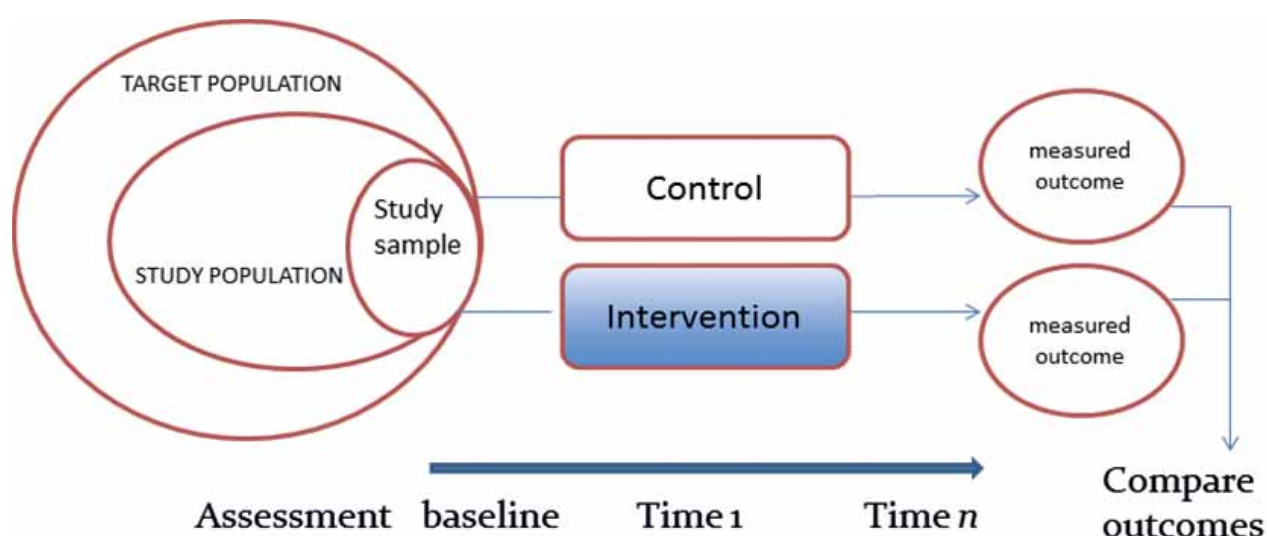 TARGET POPULATION
STUDY POPULATION
Study
sample
Control
Intervention
measured
outcome
measured
outcome
Assessment baseline Time 1 Time n
Compare
outcomes